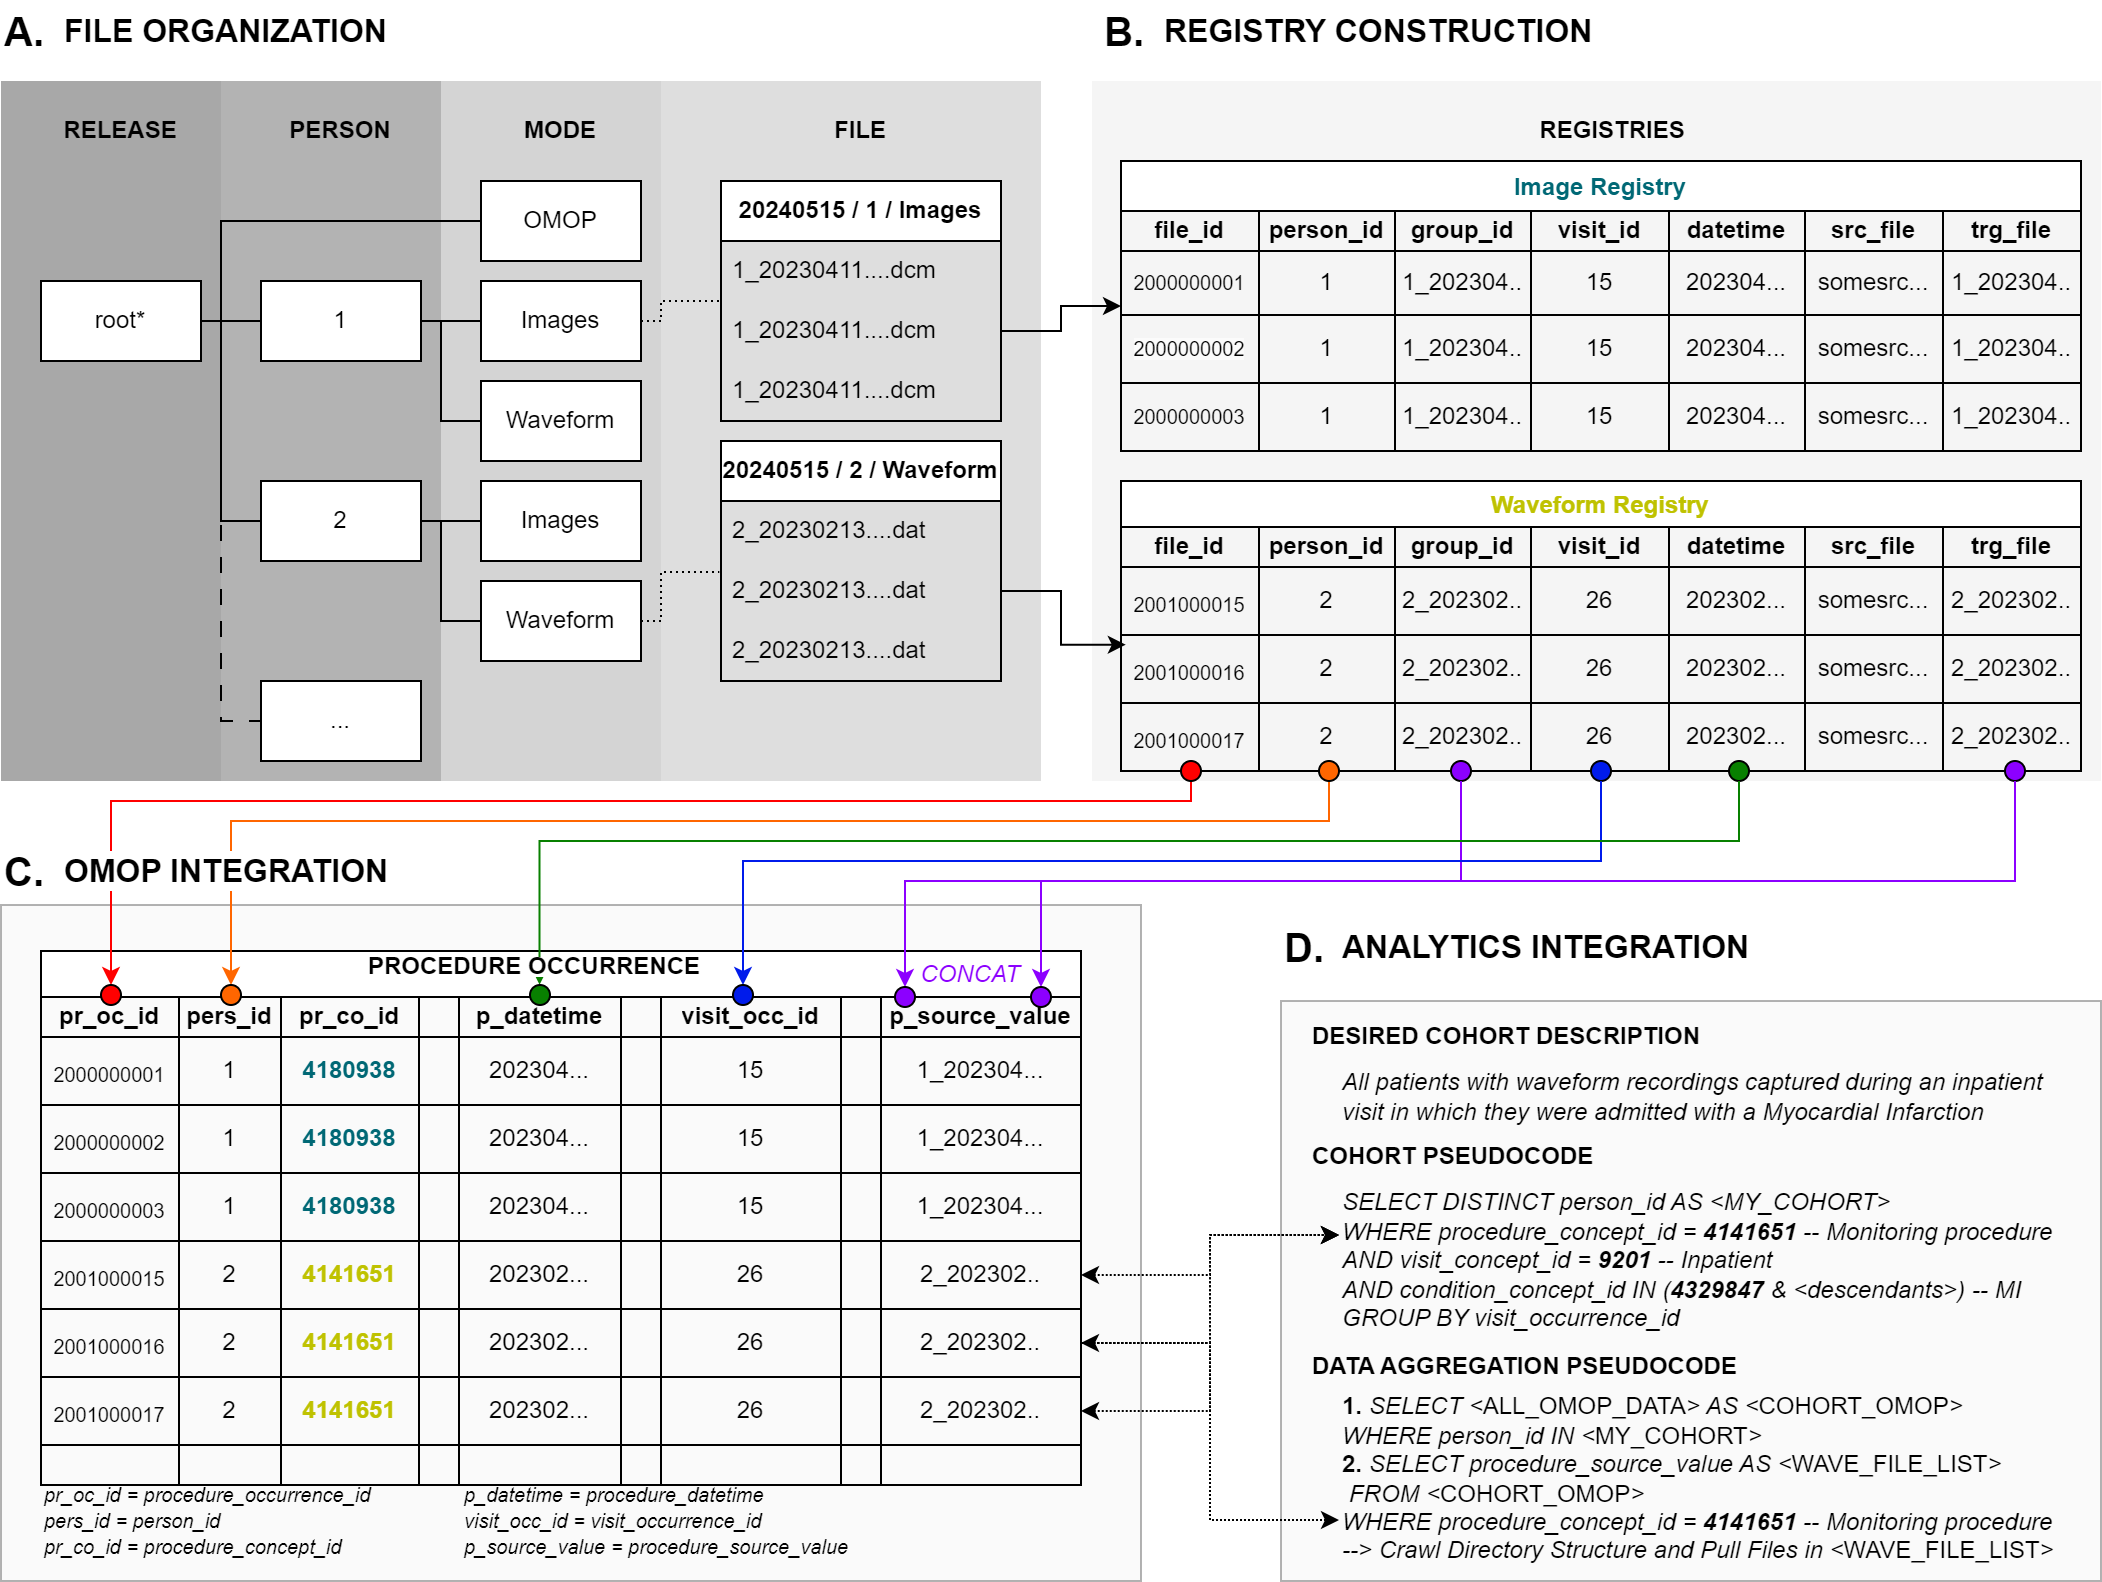 A. FILE ORGANIZATION
RELEASE PERSON MODE FILE
OMOP
root* 1 Images
Waveform
2 Images
Waveform
...
20240515 / 1 / Images
1_20230411....dcm
1_20230411....dcm
1_20230411....dcm
20240515 / 2 / Waveform
2_20230213....dat
2_20230213....dat
2_20230213....dat
B. REGISTRY CONSTRUCTION
REGISTRIES
Image Registry
file_id person_id group_id visit_id datetime src_file trg_file
2000000001 1 1_202304.. 15 202304... somesrc... 1_202304..
2000000002 1 1_202304.. 15 202304... somesrc... 1_202304..
2000000003 1 1_202304.. 15 202304... somesrc... 1_202304..
Waveform Registry
file_id person_id group_id visit_id datetime src_file trg_file
2001000015 2 2_202302.. 26 202302... somesrc... 2_202302..
2001000016 2 2_202302.. 26 202302... somesrc... 2_202302..
2001000017 2 2_202302.. 26 202302... somesrc... 2_202302..
C. OMOP INTEGRATION
PROCEDURE OCCURRENCE
CONCAT
pr_oc_id pers_id pr_co_id p_datetime visit_occ_id p_source_value
2000000001 1 4180938 202304... 15 1_202304...
2000000002 1 4180938 202304... 15 1_202304...
2000000003 1 4180938 202304... 15 1_202304...
2001000015 2 4141651 202302... 26 2_202302..
2001000016 2 4141651 202302... 26 2_202302..
2001000017 2 4141651 202302... 26 2_202302..
pr_oc_id = procedure_occurrence_id
pers_id = person_id
pr_co_id = procedure_concept_id
p_datetime = procedure_datetime
visit_occ_id = visit_occurrence_id
p_source_value = procedure_source_value
D. ANALYTICS INTEGRATION
DESIRED COHORT DESCRIPTION
All patients with waveform recordings captured during an inpatient
visit in which they were admitted with a Myocardial Infarction
COHORT PSEUDOCODE
SELECT DISTINCT person_id AS <MY_COHORT>
WHERE procedure_concept_id = 4141651 -- Monitoring procedure
AND visit_concept_id = 9201 -- Inpatient
AND condition_concept_id IN (4329847 & <descendants>) -- MI
GROUP BY visit_occurrence_id
DATA AGGREGATION PSEUDOCODE
1. SELECT <ALL_OMOP_DATA> AS <COHORT_OMOP>
WHERE person_id IN <MY_COHORT>
2. SELECT procedure_source_value AS <WAVE_FILE_LIST>
FROM <COHORT_OMOP>
WHERE procedure_concept_id = 4141651 -- Monitoring procedure
--> Crawl Directory Structure and Pull Files in <WAVE_FILE_LIST>